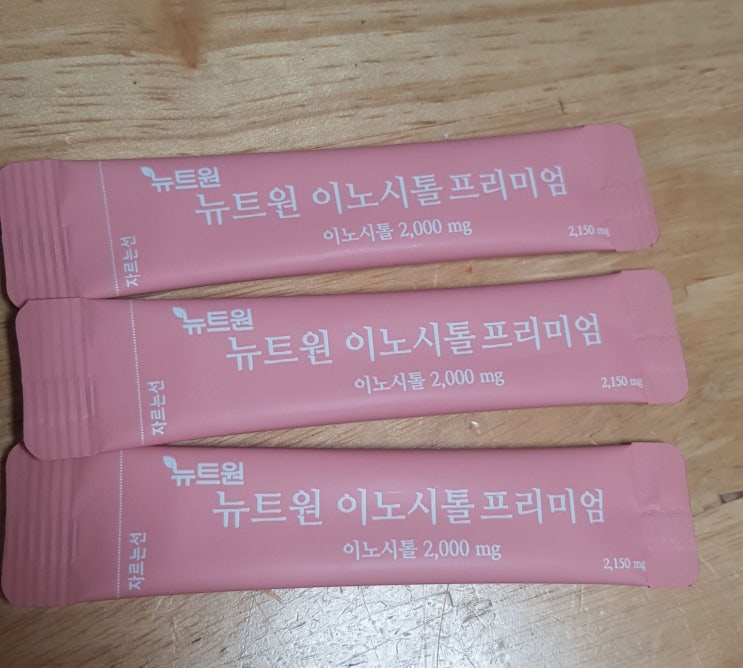 뉴트원
뉴트원 이노시톨 프리미엄
이노시톨 2,000 mg
2,150 mg
자르는선
뉴트원
뉴트원 이노시톨 프리미엄
이노시톨 2,000 mg
2,150 mg
자르는선
뉴트원
뉴트원 이노시톨 프리미엄
이노시톨 2,000 mg
2,150 mg
자르는선